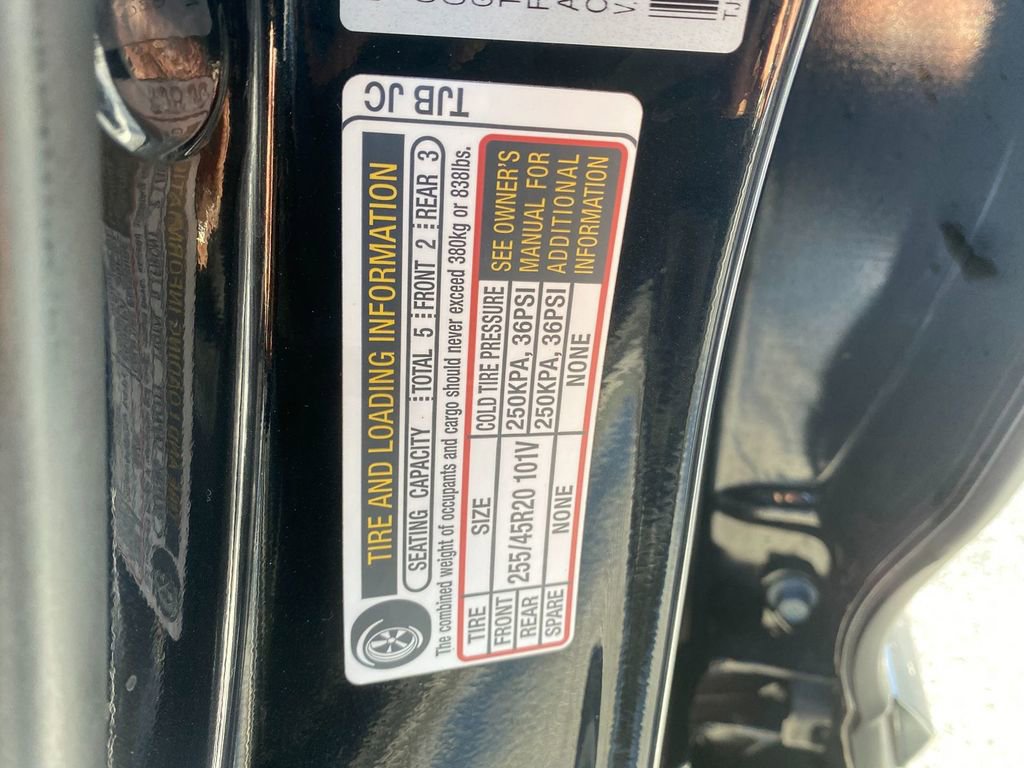 TJB JC
TIRE AND LOADING INFORMATION
SEATING CAPACITY TOTAL 5 FRONT 2 REAR 3
The combined weight of occupants and cargo should never exceed 380kg or 838lbs.
TIRE SIZE COLD TIRE PRESSURE
FRONT 255/45R20 101V 250KPA, 36PSI
REAR 250KPA, 36PSI
SPARE NONE NONE
SEE OWNER'S
MANUAL FOR
ADDITIONAL
INFORMATION